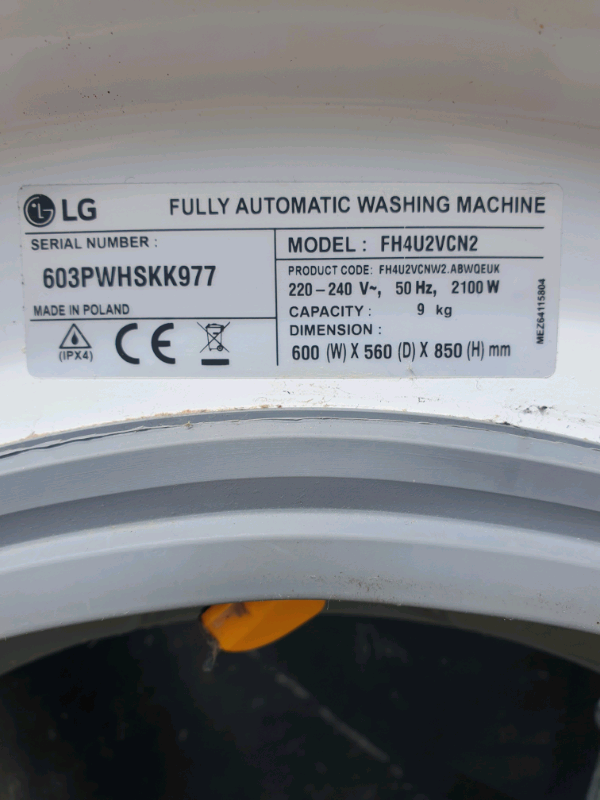 LG FULLY AUTOMATIC WASHING MACHINE
SERIAL NUMBER :
603PWHSKK977
MADE IN POLAND
(IPX4)
CE
MODEL : FH4U2VCN2
PRODUCT CODE: FH4U2VCNW2.ABWQEUK
220-240 V~, 50 Hz, 2100 W
CAPACITY : 9 kg
DIMENSION :
600 (W) X 560 (D) X 850 (H) mm
MEZ64115804